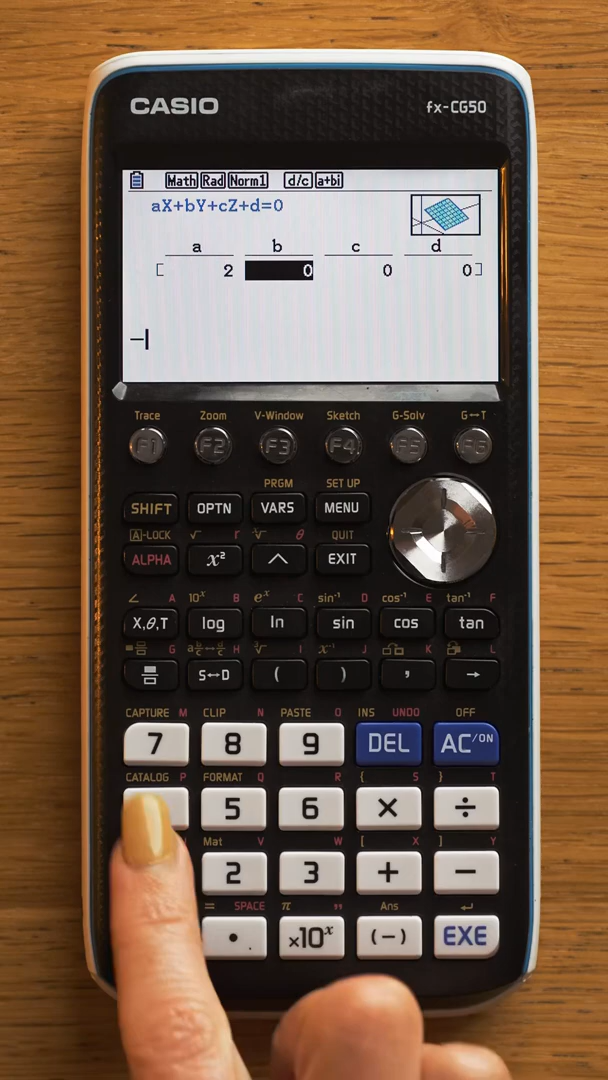 CASIO fx-CG50
Math Rad Norm1 d/c a+bi
aX+bY+cZ+d=0
a b c d
[ 2 0 0 0 ]
−
Trace Zoom V-Window Sketch G-Solv G↔T
F1 F2 F3 F4 F5 F6
PRGM SET UP
SHIFT OPTN VARS MENU
A-LOCK √ r θ QUIT
ALPHA x² ^ EXIT
∠ A 10ˣ B eˣ C sin⁻¹ D cos⁻¹ E tan⁻¹ F
X,θ,T log ln sin cos tan
G H ³√ I x⁻¹ J K L
S↔D ( ) , →
CAPTURE M CLIP N PASTE O INS UNDO OFF
7 8 9 DEL AC/ON
CATALOG P FORMAT Q R { S } T
5 6 × ÷
Mat V W [ X ] Y
2 3 + −
= SPACE π " Ans ↵
• ×10ˣ (−) EXE